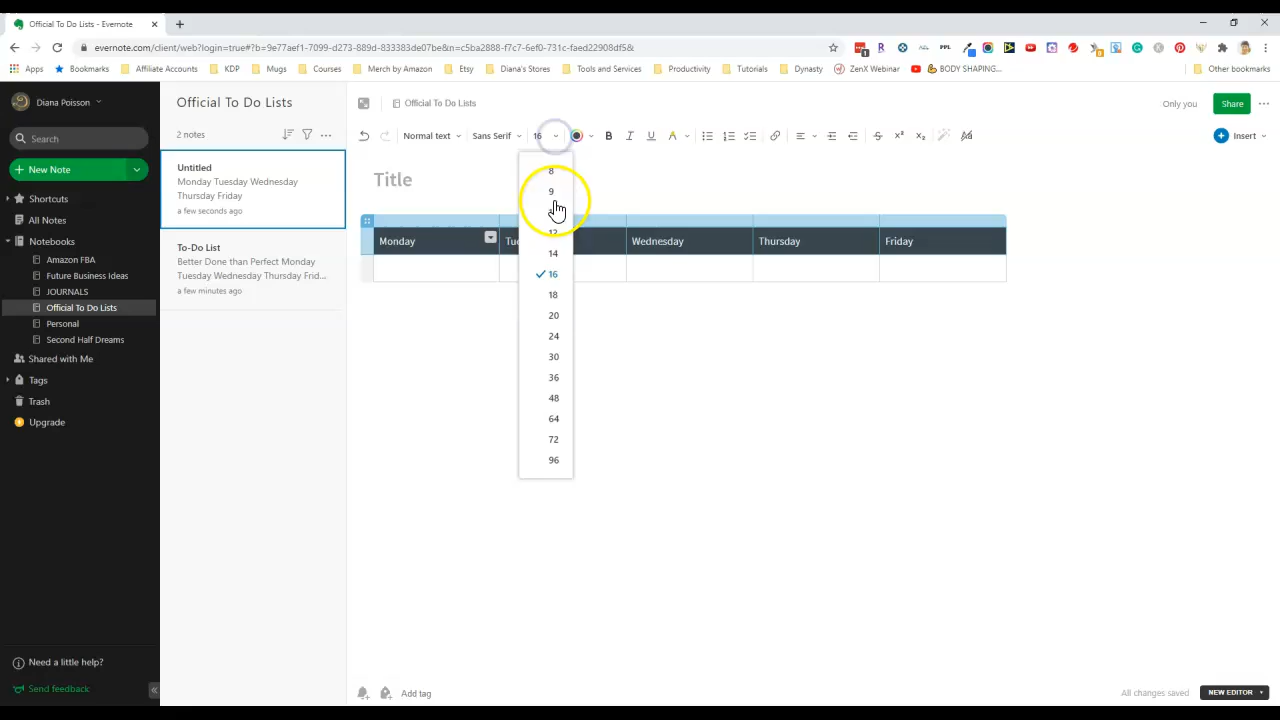 Official To Do Lists - Evernote
evernote.com/client/web?login=true#?b=9e77aef1-7099-d273-889d-833383de07be&n=c5ba2888-f7c7-6ef0-731c-faed22908df5&
Apps Bookmarks Affiliate Accounts KDP Mugs Courses Merch by Amazon Etsy Diana's Stores Tools and Services Productivity Tutorials Dynasty ZenX Webinar BODY SHAPING... Other bookmarks
Diana Poisson
Search
New Note
Shortcuts
All Notes
Notebooks
Amazon FBA
Future Business Ideas
JOURNALS
Official To Do Lists
Personal
Second Half Dreams
Shared with Me
Tags
Trash
Upgrade
Need a little help?
Send feedback
Official To Do Lists
2 notes
Untitled
Monday Tuesday Wednesday
Thursday Friday
a few seconds ago
To-Do List
Better Done than Perfect Monday
Tuesday Wednesday Thursday Frid...
a few minutes ago
Official To Do Lists
Only you
Share
Normal text Sans Serif 16
Insert
Title
Monday Wednesday Thursday Friday
8
9
12
14
16
18
20
24
30
36
48
64
72
96
Add tag
All changes saved
NEW EDITOR